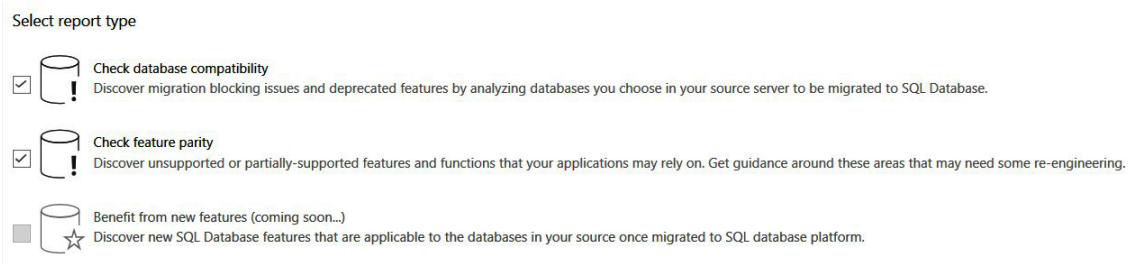 Select report type
Check database compatibility
Discover migration blocking issues and deprecated features by analyzing databases you choose in your source server to be migrated to SQL Database.
Check feature parity
Discover unsupported or partially-supported features and functions that your applications may rely on. Get guidance around these areas that may need some re-engineering.
Benefit from new features (coming soon...)
Discover new SQL Database features that are applicable to the databases in your source once migrated to SQL database platform.